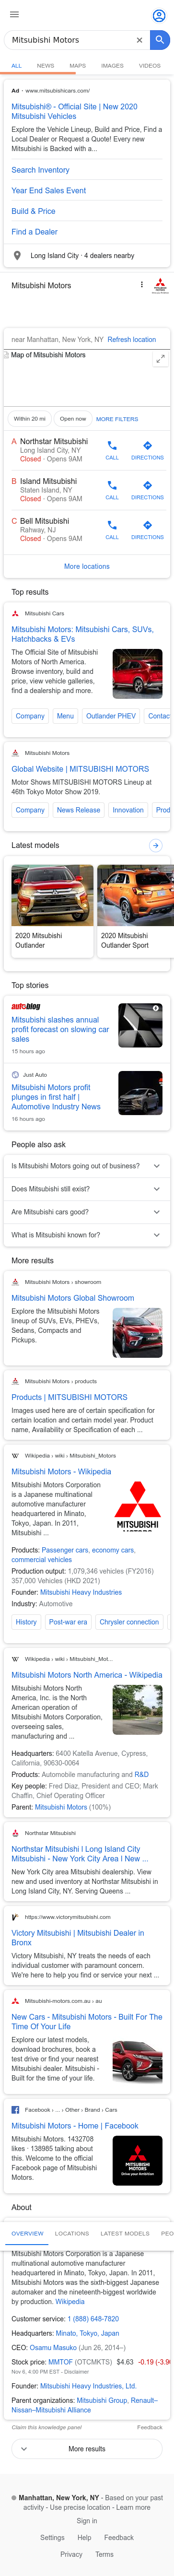 Mitsubishi Motors
ALL NEWS MAPS IMAGES VIDEOS
Ad · www.mitsubishicars.com/
Mitsubishi® - Official Site | New 2020
Mitsubishi Vehicles
Explore the Vehicle Lineup, Build and Price, Find a
Local Dealer or Request a Quote! Every new
Mitsubishi is Backed with a...
Search Inventory
Year End Sales Event
Build & Price
Find a Dealer
Long Island City · 4 dealers nearby
Mitsubishi Motors
near Manhattan, New York, NY Refresh location
Map of Mitsubishi Motors
Within 20 mi Open now MORE FILTERS
A Northstar Mitsubishi
Long Island City, NY
Closed · Opens 9AM
CALL DIRECTIONS
B Island Mitsubishi
Staten Island, NY
Closed · Opens 9AM
CALL DIRECTIONS
C Bell Mitsubishi
Rahway, NJ
Closed · Opens 9AM
CALL DIRECTIONS
More locations
Top results
Mitsubishi Cars
Mitsubishi Motors: Mitsubishi Cars, SUVs,
Hatchbacks & EVs
The Official Site of Mitsubishi
Motors of North America.
Browse inventory, build and
price, view vehicle galleries,
find a dealership and more.
Company Menu Outlander PHEV Contac
Mitsubishi Motors
Global Website | MITSUBISHI MOTORS
Motor Shows MITSUBISHI MOTORS Lineup at
46th Tokyo Motor Show 2019.
Company News Release Innovation Prod
Latest models
2020 Mitsubishi
Outlander
2020 Mitsubishi
Outlander Sport
Top stories
autoblog
Mitsubishi slashes annual
profit forecast on slowing car
sales
15 hours ago
Just Auto
Mitsubishi Motors profit
plunges in first half |
Automotive Industry News
16 hours ago
People also ask
Is Mitsubishi Motors going out of business?
Does Mitsubishi still exist?
Are Mitsubishi cars good?
What is Mitsubishi known for?
More results
Mitsubishi Motors › showroom
Mitsubishi Motors Global Showroom
Explore the Mitsubishi Motors
lineup of SUVs, EVs, PHEVs,
Sedans, Compacts and
Pickups.
Mitsubishi Motors › products
Products | MITSUBISHI MOTORS
Images used here are of certain specification for
certain location and certain model year. Product
name, Availability or Specification of each ...
Wikipedia › wiki › Mitsubishi_Motors
Mitsubishi Motors - Wikipedia
Mitsubishi Motors Corporation
is a Japanese multinational
automotive manufacturer
headquartered in Minato,
Tokyo, Japan. In 2011,
Mitsubishi ...
MITSUBISHI
MOTORS
Products: Passenger cars, economy cars,
commercial vehicles
Production output: 1,079,346 vehicles (FY2016)
357,000 Vehicles (HKD 2021)
Founder: Mitsubishi Heavy Industries
Industry: Automotive
History Post-war era Chrysler connection
Wikipedia › wiki › Mitsubishi_Mot...
Mitsubishi Motors North America - Wikipedia
Mitsubishi Motors North
America, Inc. is the North
American operation of
Mitsubishi Motors Corporation,
overseeing sales,
manufacturing and ...
Headquarters: 6400 Katella Avenue, Cypress,
California, 90630-0064
Products: Automobile manufacturing and R&D
Key people: Fred Diaz, President and CEO; Mark
Chaffin, Chief Operating Officer
Parent: Mitsubishi Motors (100%)
Northstar Mitsubishi
Northstar Mitsubishi | Long Island City
Mitsubishi - New York City Area l New ...
New York City area Mitsubishi dealership. View
new and used inventory at Northstar Mitsubishi in
Long Island City, NY. Serving Queens ...
https://www.victorymitsubishi.com
Victory Mitsubishi | Mitsubishi Dealer in
Bronx
Victory Mitsubishi, NY treats the needs of each
individual customer with paramount concern.
We're here to help you find or service your next ...
Mitsubishi-motors.com.au › au
New Cars - Mitsubishi Motors - Built For The
Time Of Your Life
Explore our latest models,
download brochures, book a
test drive or find your nearest
Mitsubishi dealer. Mitsubishi -
Built for the time of your life.
Facebook › ... › Other › Brand › Cars
Mitsubishi Motors - Home | Facebook
Mitsubishi Motors. 1432708
likes · 138985 talking about
this. Welcome to the official
Facebook page of Mitsubishi
Motors.
MITSUBISHI
MOTORS
Drive your Ambition
About
OVERVIEW LOCATIONS LATEST MODELS PEO
Mitsubishi Motors Corporation is a Japanese
multinational automotive manufacturer
headquartered in Minato, Tokyo, Japan. In 2011,
Mitsubishi Motors was the sixth-biggest Japanese
automaker and the nineteenth-biggest worldwide
by production. Wikipedia
Customer service: 1 (888) 648-7820
Headquarters: Minato, Tokyo, Japan
CEO: Osamu Masuko (Jun 26, 2014–)
Stock price: MMTOF (OTCMKTS) $4.63 -0.19 (-3.9
Nov 6, 4:00 PM EST - Disclaimer
Founder: Mitsubishi Heavy Industries, Ltd.
Parent organizations: Mitsubishi Group, Renault–
Nissan–Mitsubishi Alliance
Claim this knowledge panel Feedback
More results
Manhattan, New York, NY - Based on your past
activity - Use precise location - Learn more
Sign in
Settings Help Feedback
Privacy Terms